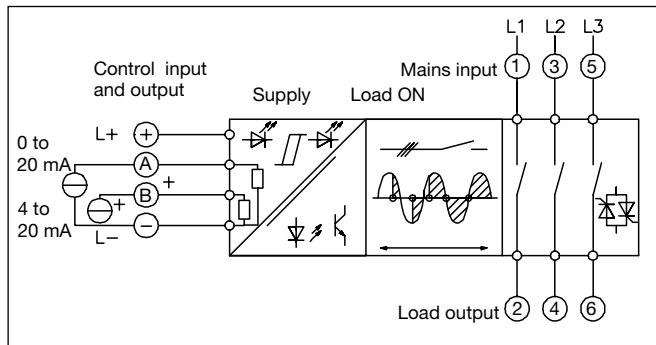 L1 L2 L3
Control input
and output
Mains input 1 3 5
Supply Load ON
L+ +
0 to
20 mA
A
B +
+
4 to
20 mA
L− −
Load output 2 4 6